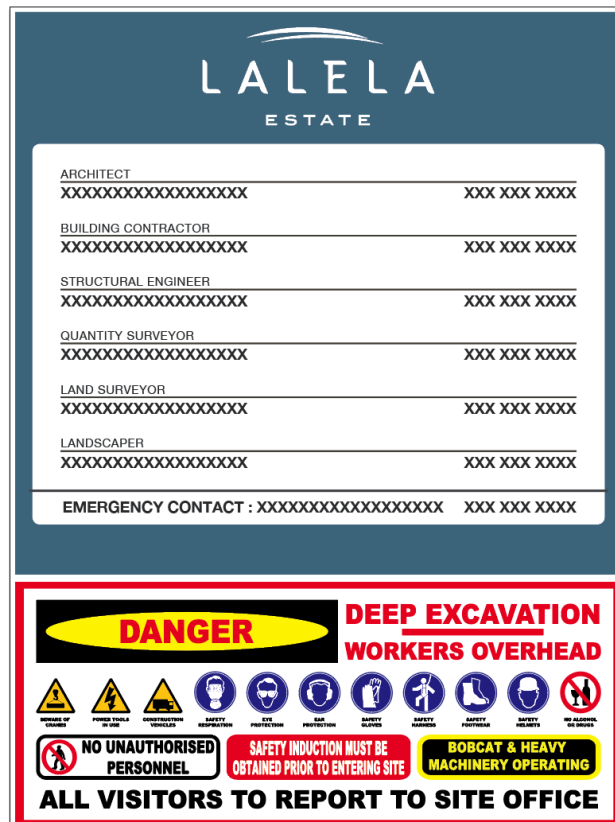 LALELA
ESTATE
ARCHITECT
XXXXXXXXXXXXXXXXXX XXX XXX XXXX
BUILDING CONTRACTOR
XXXXXXXXXXXXXXXXXX XXX XXX XXXX
STRUCTURAL ENGINEER
XXXXXXXXXXXXXXXXXX XXX XXX XXXX
QUANTITY SURVEYOR
XXXXXXXXXXXXXXXXXX XXX XXX XXXX
LAND SURVEYOR
XXXXXXXXXXXXXXXXXX XXX XXX XXXX
LANDSCAPER
XXXXXXXXXXXXXXXXXX XXX XXX XXXX
EMERGENCY CONTACT : XXXXXXXXXXXXXXXXXX XXX XXX XXXX
DANGER
DEEP EXCAVATION
WORKERS OVERHEAD
BEWARE OF
CRANES
POWER TOOLS
IN USE
CONSTRUCTION
VEHICLES
SAFETY
RESPIRATION
EYE
PROTECTION
EAR
PROTECTION
SAFETY
GLOVES
SAFETY
HARNESS
SAFETY
FOOTWEAR
SAFETY
HELMETS
NO ALCOHOL
OR DRUGS
NO UNAUTHORISED
PERSONNEL
SAFETY INDUCTION MUST BE
OBTAINED PRIOR TO ENTERING SITE
BOBCAT & HEAVY
MACHINERY OPERATING
ALL VISITORS TO REPORT TO SITE OFFICE